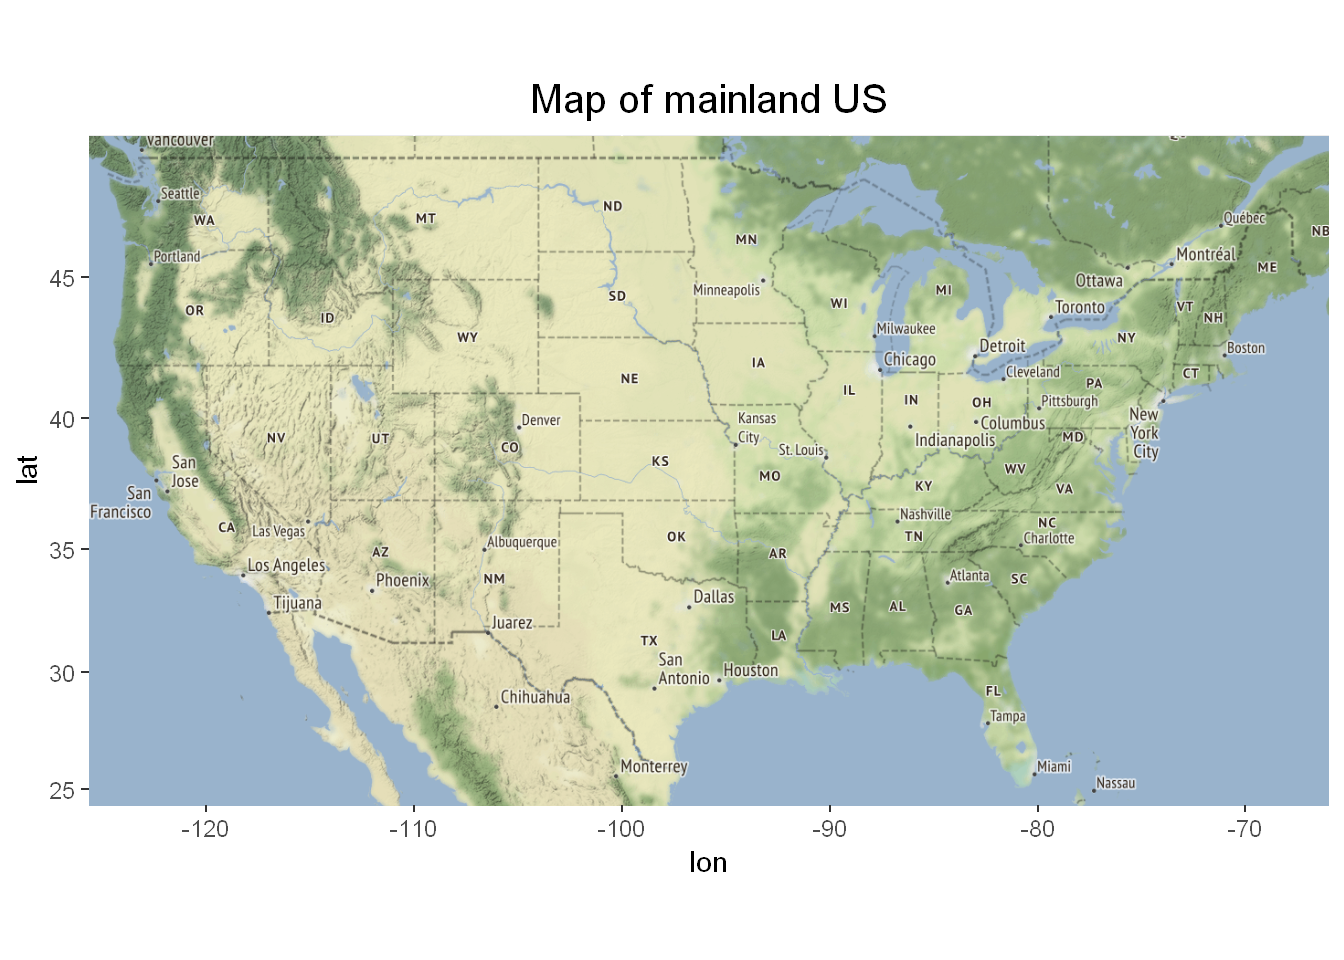 Map of mainland US
Vancouver
Seattle
WA
MT
ND
MN
Québec
NB
Portland
Ottawa
Montréal
ME
OR
ID
SD
Minneapolis
WI
MI
Toronto
VT
NH
WY
Milwaukee
NY
Boston
Detroit
Chicago
IA
Cleveland
CT
NE
IL
IN
OH
PA
Pittsburgh
NV
UT
Denver
CO
Kansas
City
St. Louis
Indianapolis
Columbus
MD
New
York
City
San
Jose
KS
MO
KY
WV
VA
San
Francisco
CA
Las Vegas
AZ
Albuquerque
OK
AR
Nashville
TN
NC
Charlotte
Los Angeles
Phoenix
NM
Dallas
MS
AL
Atlanta
GA
SC
Tijuana
Juarez
TX
LA
San
Antonio
Houston
FL
Chihuahua
Tampa
Monterrey
Miami
Nassau
45
40
35
30
25
lat
-120
-110
-100
-90
-80
-70
lon